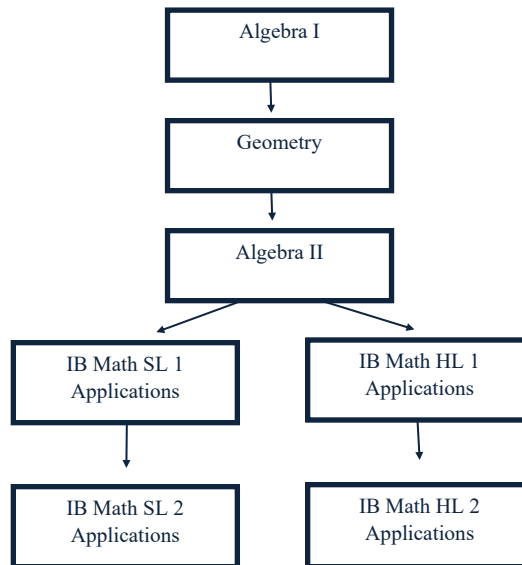 Algebra I
Geometry
Algebra II
IB Math SL 1
Applications
IB Math HL 1
Applications
IB Math SL 2
Applications
IB Math HL 2
Applications